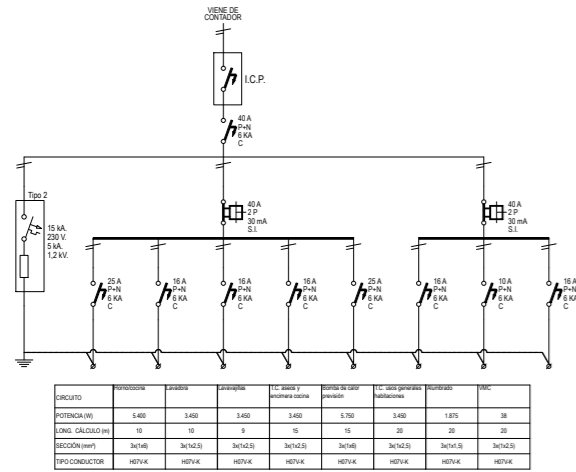 VIENE DE
CONTADOR
I.C.P.
40 A
P+N
6 KA
C
Tipo 2
15 kA.
230 V.
5 kA.
1,2 kV.
40 A
2 P
30 mA
S.I.
40 A
2 P
30 mA
S.I.
25 A
P+N
6 KA
C
16 A
P+N
6 KA
C
16 A
P+N
6 KA
C
16 A
P+N
6 KA
C
25 A
P+N
6 KA
C
16 A
P+N
6 KA
C
10 A
P+N
6 KA
C
16 A
P+N
6 KA
C
CIRCUITO Horno/cocina Lavadora Lavavajillas T.C. aseos y encimera cocina Bomba de calor previsión T.C. usos generales habitaciones Alumbrado VMC
POTENCIA (W) 5.400 3.450 3.450 3.450 5.750 3.450 1.875 38
LONG. CÁLCULO (m) 10 10 9 15 15 20 20 20
SECCIÓN (mm²) 3x(1x6) 3x(1x2,5) 3x(1x2,5) 3x(1x2,5) 3x(1x6) 3x(1x2,5) 3x(1x1,5) 3x(1x2,5)
TIPO CONDUCTOR H07V-K H07V-K H07V-K H07V-K H07V-K H07V-K H07V-K H07V-K